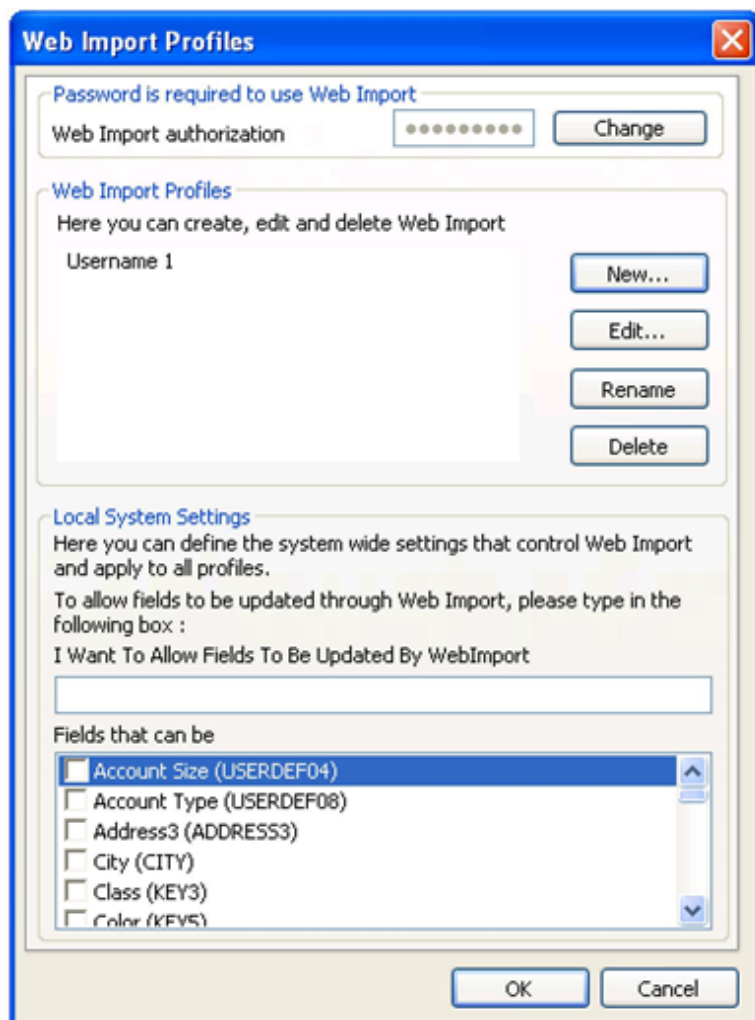 Web Import Profiles
Password is required to use Web Import
Web Import authorization
Change
Web Import Profiles
Here you can create, edit and delete Web Import
Username 1
New...
Edit...
Rename
Delete
Local System Settings
Here you can define the system wide settings that control Web Import
and apply to all profiles.
To allow fields to be updated through Web Import, please type in the
following box :
I Want To Allow Fields To Be Updated By WebImport
Fields that can be
Account Size (USERDEF04)
Account Type (USERDEF08)
Address3 (ADDRESS3)
City (CITY)
Class (KEY3)
Color (KEY5)
OK
Cancel